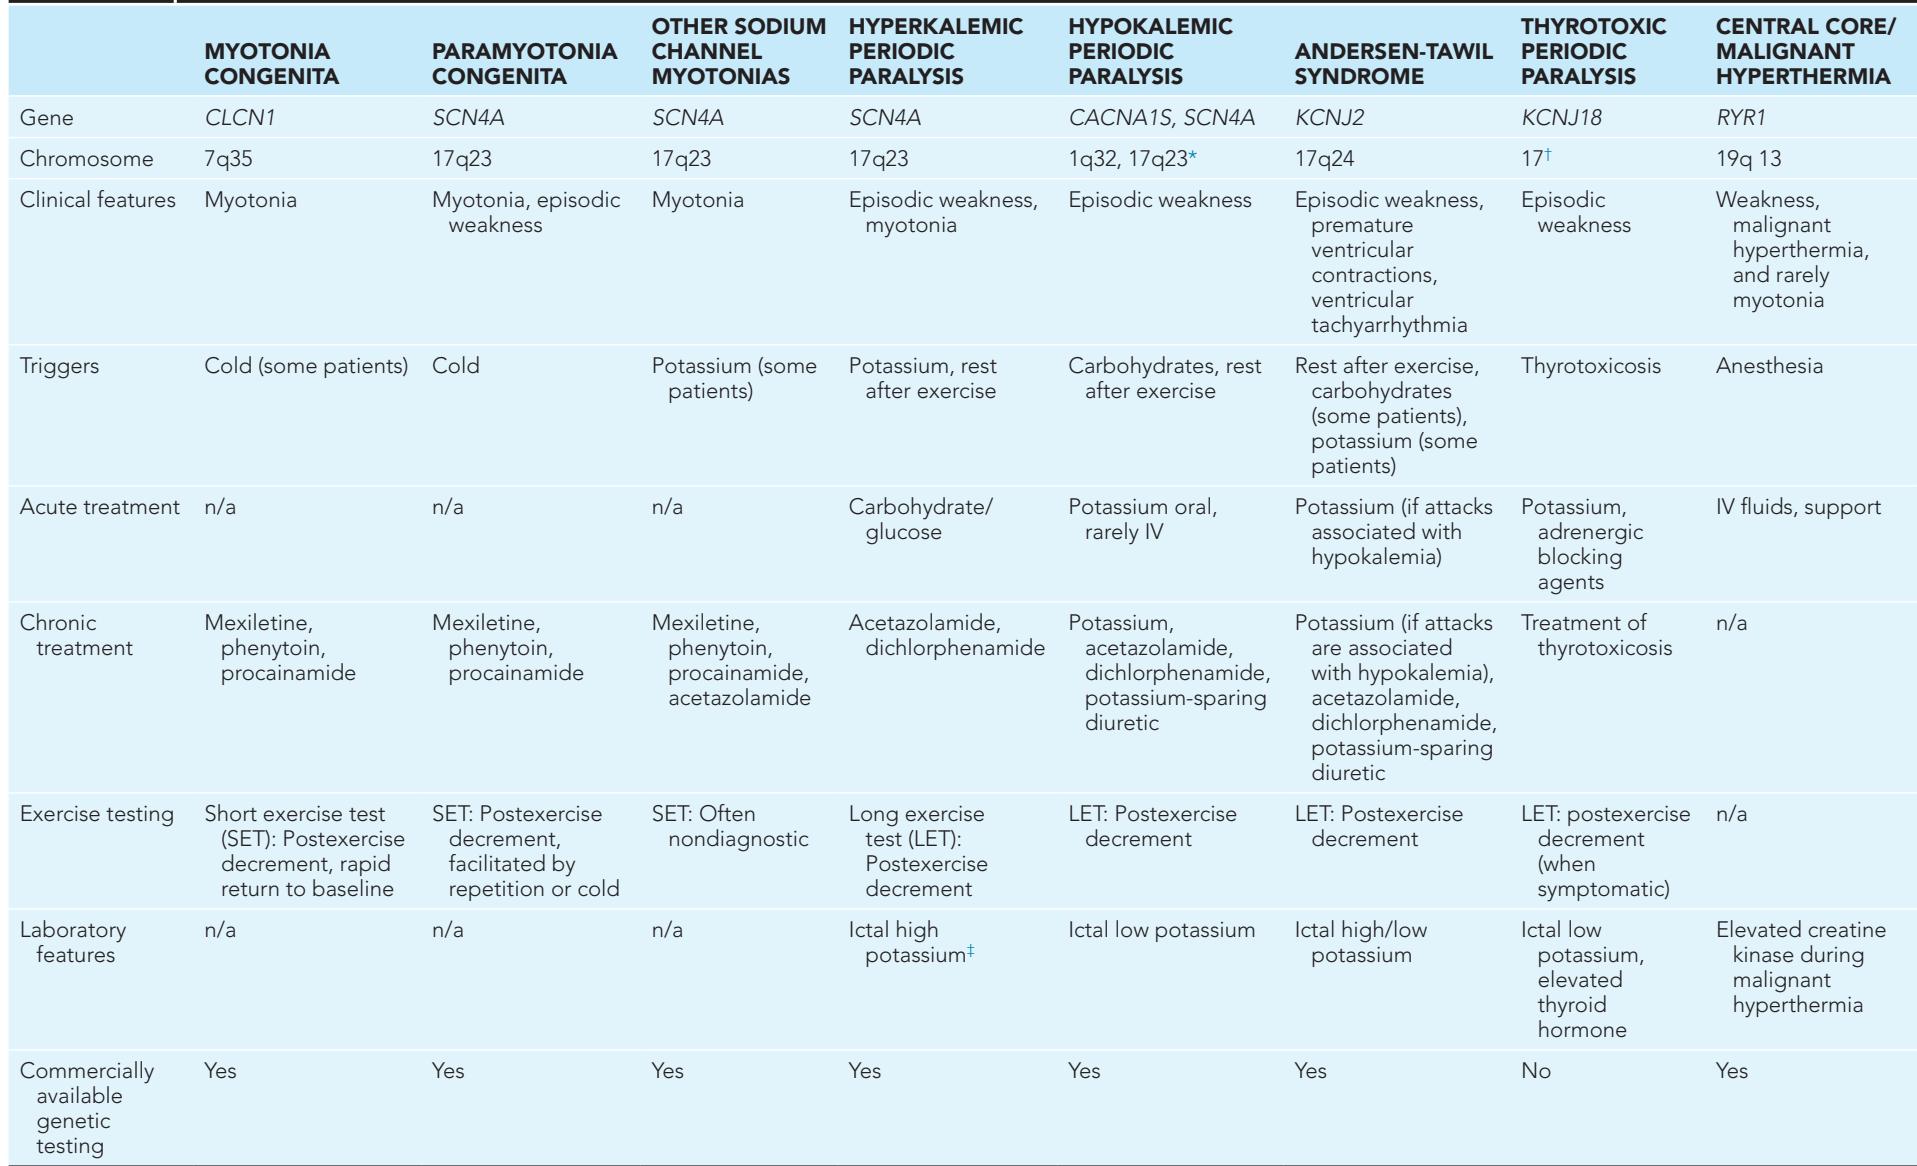 MYOTONIA CONGENITA | PARAMYOTONIA CONGENITA | OTHER SODIUM CHANNEL MYOTONIAS | HYPERKALEMIC PERIODIC PARALYSIS | HYPOKALEMIC PERIODIC PARALYSIS | ANDERSEN-TAWIL SYNDROME | THYROTOXIC PERIODIC PARALYSIS | CENTRAL CORE/ MALIGNANT HYPERTHERMIA
Gene | CLCN1 | SCN4A | SCN4A | SCN4A | CACNA1S, SCN4A | KCNJ2 | KCNJ18 | RYR1
Chromosome | 7q35 | 17q23 | 17q23 | 17q23 | 1q32, 17q23* | 17q24 | 17† | 19q 13
Clinical features | Myotonia | Myotonia, episodic weakness | Myotonia | Episodic weakness, myotonia | Episodic weakness | Episodic weakness, premature ventricular contractions, ventricular tachyarrhythmia | Episodic weakness | Weakness, malignant hyperthermia, and rarely myotonia
Triggers | Cold (some patients) | Cold | Potassium (some patients) | Potassium, rest after exercise | Carbohydrates, rest after exercise | Rest after exercise, carbohydrates (some patients), potassium (some patients) | Thyrotoxicosis | Anesthesia
Acute treatment | n/a | n/a | n/a | Carbohydrate/ glucose | Potassium oral, rarely IV | Potassium (if attacks associated with hypokalemia) | Potassium, adrenergic blocking agents | IV fluids, support
Chronic treatment | Mexiletine, phenytoin, procainamide | Mexiletine, phenytoin, procainamide | Mexiletine, phenytoin, procainamide, acetazolamide | Acetazolamide, dichlorphenamide | Potassium, acetazolamide, dichlorphenamide, potassium-sparing diuretic | Potassium (if attacks are associated with hypokalemia), acetazolamide, dichlorphenamide, potassium-sparing diuretic | Treatment of thyrotoxicosis | n/a
Exercise testing | Short exercise test (SET): Postexercise decrement, rapid return to baseline | SET: Postexercise decrement, facilitated by repetition or cold | SET: Often nondiagnostic | Long exercise test (LET): Postexercise decrement | LET: Postexercise decrement | LET: Postexercise decrement | LET: postexercise decrement (when symptomatic) | n/a
Laboratory features | n/a | n/a | n/a | Ictal high potassium‡ | Ictal low potassium | Ictal high/low potassium | Ictal low potassium, elevated thyroid hormone | Elevated creatine kinase during malignant hyperthermia
Commercially available genetic testing | Yes | Yes | Yes | Yes | Yes | Yes | No | Yes